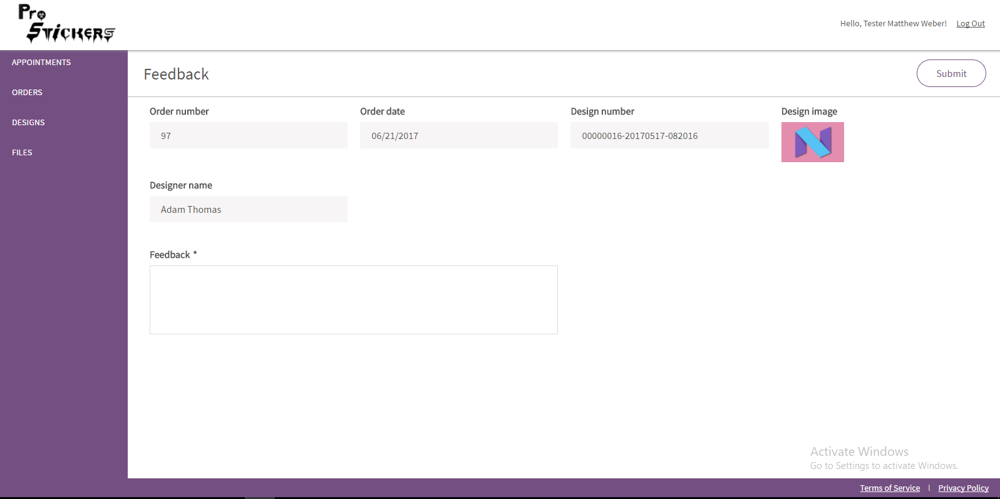 Pro
Stickers
Hello, Tester Matthew Weber! Log Out
APPOINTMENTS
ORDERS
DESIGNS
FILES
Feedback
Submit
Order number
97
Order date
06/21/2017
Design number
00000016-20170517-082016
Design image
N
Designer name
Adam Thomas
Feedback *
Activate Windows
Go to Settings to activate Windows.
Terms of Service | Privacy Policy